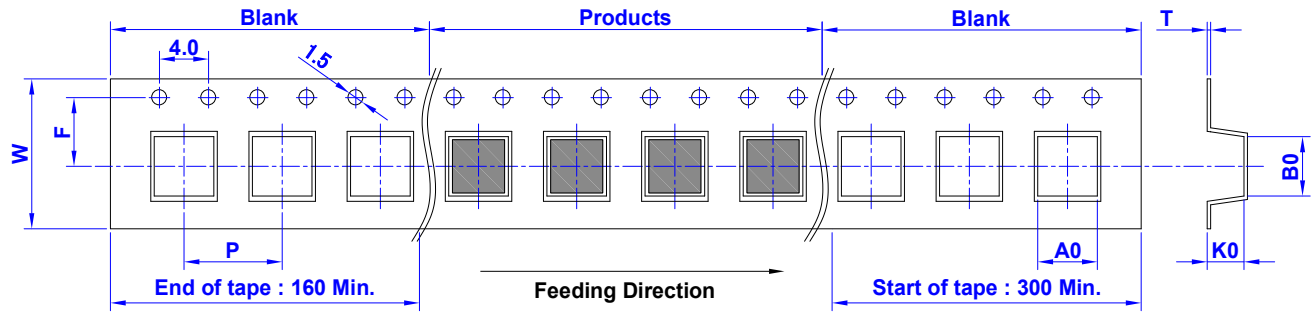 Blank
Products
Blank
T
4.0
1.5
F
W
B0
P
A0
K0
End of tape : 160 Min.
Feeding Direction
Start of tape : 300 Min.